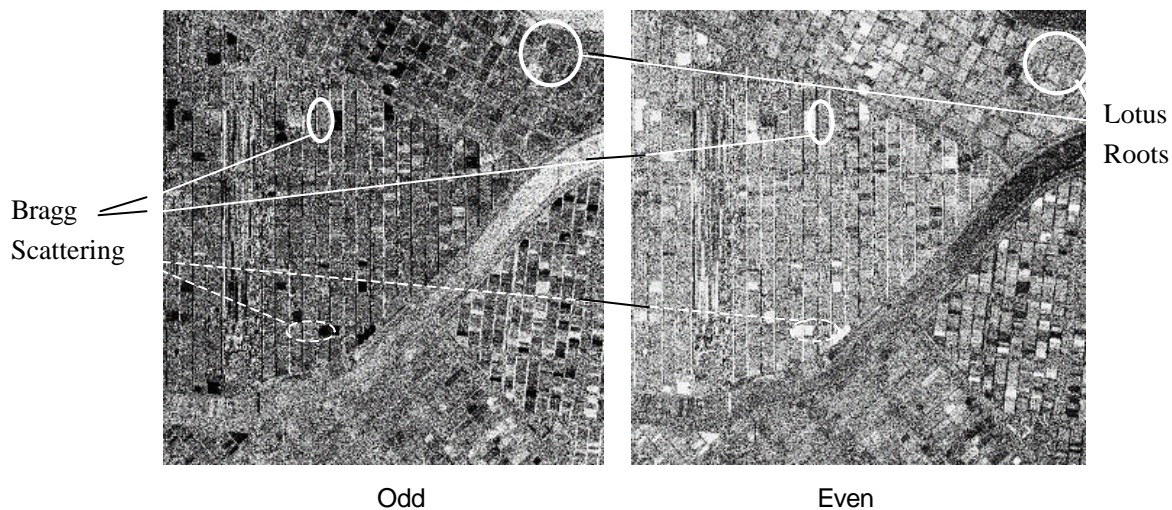 Lotus
Roots
Bragg
Scattering
Odd
Even